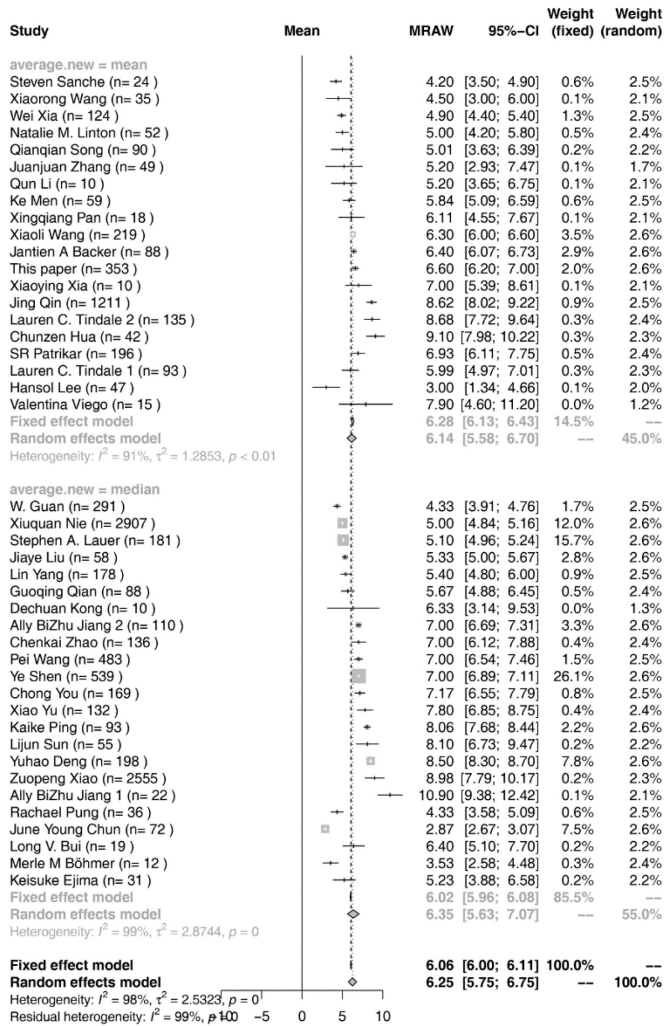 Weight Weight
Study Mean MRAW 95%−CI (fixed) (random)
average.new = mean
Steven Sanche (n= 24 ) 4.20 [3.50; 4.90] 0.6% 2.5%
Xiaorong Wang (n= 35 ) 4.50 [3.00; 6.00] 0.1% 2.1%
Wei Xia (n= 124 ) 4.90 [4.40; 5.40] 1.3% 2.5%
Natalie M. Linton (n= 52 ) 5.00 [4.20; 5.80] 0.5% 2.4%
Qianqian Song (n= 90 ) 5.01 [3.63; 6.39] 0.2% 2.2%
Juanjuan Zhang (n= 49 ) 5.20 [2.93; 7.47] 0.1% 1.7%
Qun Li (n= 10 ) 5.20 [3.65; 6.75] 0.1% 2.1%
Ke Men (n= 59 ) 5.84 [5.09; 6.59] 0.6% 2.5%
Xingqiang Pan (n= 18 ) 6.11 [4.55; 7.67] 0.1% 2.1%
Xiaoli Wang (n= 219 ) 6.30 [6.00; 6.60] 3.5% 2.6%
Jantien A Backer (n= 88 ) 6.40 [6.07; 6.73] 2.9% 2.6%
This paper (n= 353 ) 6.60 [6.20; 7.00] 2.0% 2.6%
Xiaoying Xia (n= 10 ) 7.00 [5.39; 8.61] 0.1% 2.1%
Jing Qin (n= 1211 ) 8.62 [8.02; 9.22] 0.9% 2.5%
Lauren C. Tindale 2 (n= 135 ) 8.68 [7.72; 9.64] 0.3% 2.4%
Chunzen Hua (n= 42 ) 9.10 [7.98; 10.22] 0.3% 2.3%
SR Patrikar (n= 196 ) 6.93 [6.11; 7.75] 0.5% 2.4%
Lauren C. Tindale 1 (n= 93 ) 5.99 [4.97; 7.01] 0.3% 2.3%
Hansol Lee (n= 47 ) 3.00 [1.34; 4.66] 0.1% 2.0%
Valentina Viego (n= 15 ) 7.90 [4.60; 11.20] 0.0% 1.2%
Fixed effect model 6.28 [6.13; 6.43] 14.5% −−
Random effects model 6.14 [5.58; 6.70] −− 45.0%
Heterogeneity: I² = 91%, τ² = 1.2853, p < 0.01
average.new = median
W. Guan (n= 291 ) 4.33 [3.91; 4.76] 1.7% 2.5%
Xiuquan Nie (n= 2907 ) 5.00 [4.84; 5.16] 12.0% 2.6%
Stephen A. Lauer (n= 181 ) 5.10 [4.96; 5.24] 15.7% 2.6%
Jiaye Liu (n= 58 ) 5.33 [5.00; 5.67] 2.8% 2.6%
Lin Yang (n= 178 ) 5.40 [4.80; 6.00] 0.9% 2.5%
Guoqing Qian (n= 88 ) 5.67 [4.88; 6.45] 0.5% 2.4%
Dechuan Kong (n= 10 ) 6.33 [3.14; 9.53] 0.0% 1.3%
Ally BiZhu Jiang 2 (n= 110 ) 7.00 [6.69; 7.31] 3.3% 2.6%
Chenkai Zhao (n= 136 ) 7.00 [6.12; 7.88] 0.4% 2.4%
Pei Wang (n= 483 ) 7.00 [6.54; 7.46] 1.5% 2.5%
Ye Shen (n= 539 ) 7.00 [6.89; 7.11] 26.1% 2.6%
Chong You (n= 169 ) 7.17 [6.55; 7.79] 0.8% 2.5%
Xiao Yu (n= 132 ) 7.80 [6.85; 8.75] 0.4% 2.4%
Kaike Ping (n= 93 ) 8.06 [7.68; 8.44] 2.2% 2.6%
Lijun Sun (n= 55 ) 8.10 [6.73; 9.47] 0.2% 2.2%
Yuhao Deng (n= 198 ) 8.50 [8.30; 8.70] 7.8% 2.6%
Zuopeng Xiao (n= 2555 ) 8.98 [7.79; 10.17] 0.2% 2.3%
Ally BiZhu Jiang 1 (n= 22 ) 10.90 [9.38; 12.42] 0.1% 2.1%
Rachael Pung (n= 36 ) 4.33 [3.58; 5.09] 0.6% 2.5%
June Young Chun (n= 72 ) 2.87 [2.67; 3.07] 7.5% 2.6%
Long V. Bui (n= 19 ) 6.40 [5.10; 7.70] 0.2% 2.2%
Merle M Böhmer (n= 12 ) 3.53 [2.58; 4.48] 0.3% 2.4%
Keisuke Ejima (n= 31 ) 5.23 [3.88; 6.58] 0.2% 2.2%
Fixed effect model 6.02 [5.96; 6.08] 85.5% −−
Random effects model 6.35 [5.63; 7.07] −− 55.0%
Heterogeneity: I² = 99%, τ² = 2.8744, p = 0
Fixed effect model 6.06 [6.00; 6.11] 100.0% −−
Random effects model 6.25 [5.75; 6.75] −− 100.0%
Heterogeneity: I² = 98%, τ² = 2.5323, p = 0
Residual heterogeneity: I² = 99%, p = 0 −10 −5 0 5 10